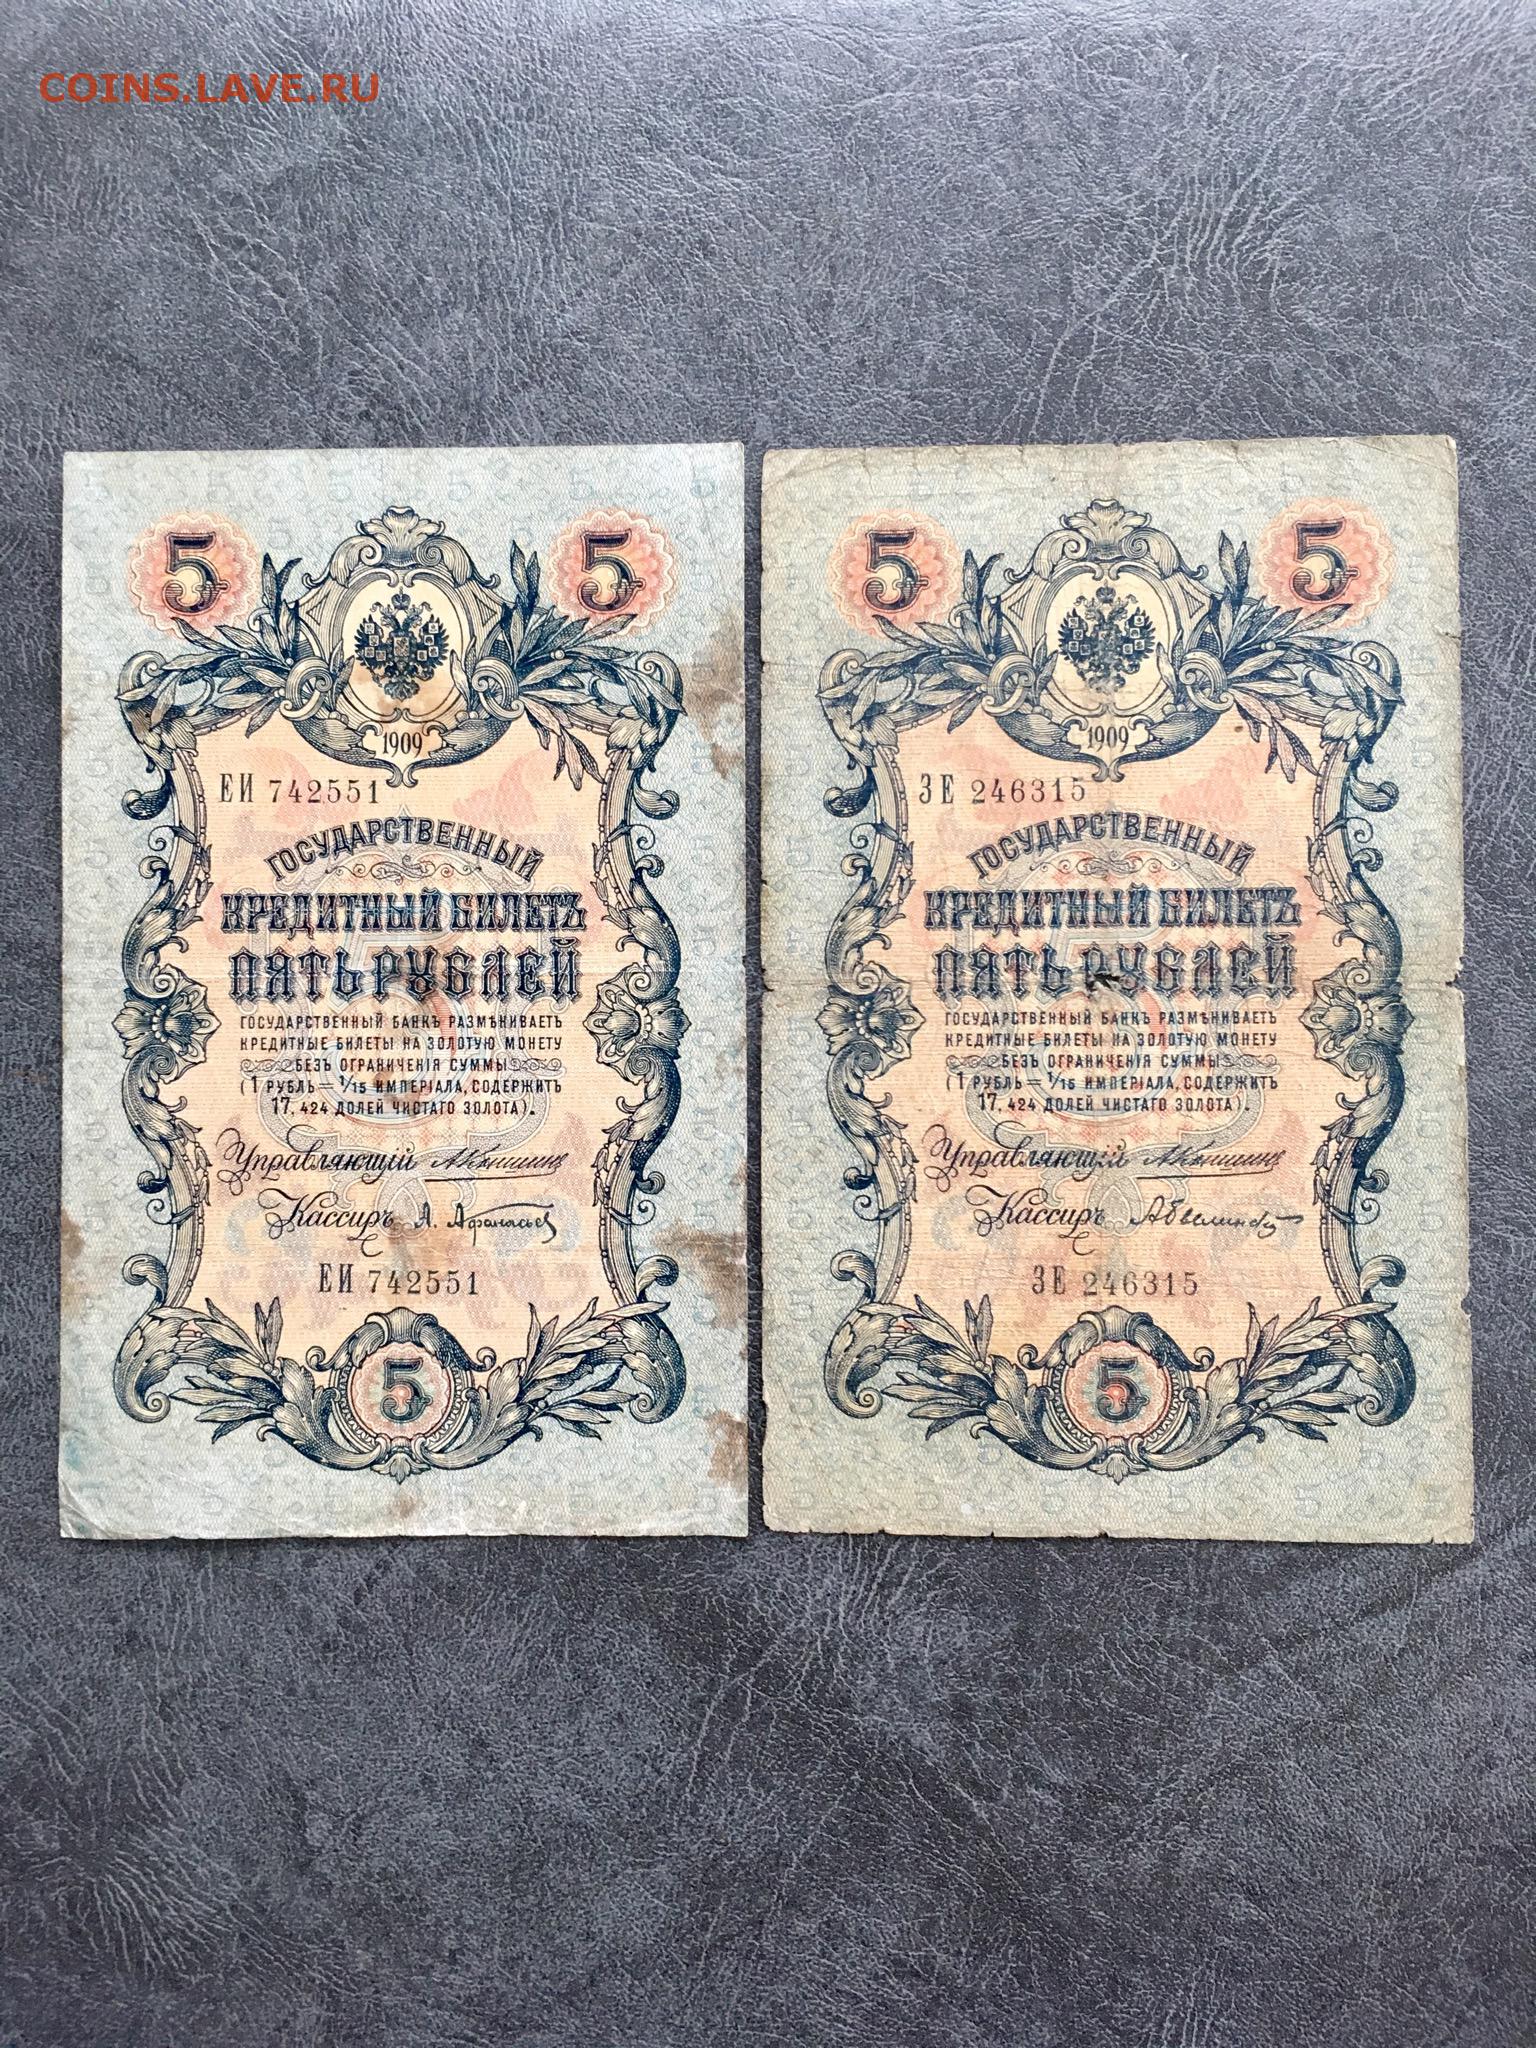 COINS.LAVE.RU
5 5
1909
ЕИ 742551
ГОСУДАРСТВЕННЫЙ
КРЕДИТНЫЙ БИЛЕТЪ
ПЯТЬ РУБЛЕЙ
ГОСУДАРСТВЕННЫЙ БАНКЪ РАЗМѢНИВАЕТЪ
КРЕДИТНЫЕ БИЛЕТЫ НА ЗОЛОТУЮ МОНЕТУ
БЕЗЪ ОГРАНИЧЕНІЯ СУММЫ
(1 РУБЛЬ = 1/15 ИМПЕРІАЛА, СОДЕРЖИТЪ
17,424 ДОЛЕЙ ЧИСТАГО ЗОЛОТА).
Управляющій АКоншинъ
Кассиръ А. Афанасьев
ЕИ 742551
5
5 5
1909
ЗЕ 246315
ГОСУДАРСТВЕННЫЙ
КРЕДИТНЫЙ БИЛЕТЪ
ПЯТЬ РУБЛЕЙ
ГОСУДАРСТВЕННЫЙ БАНКЪ РАЗМѢНИВАЕТЪ
КРЕДИТНЫЕ БИЛЕТЫ НА ЗОЛОТУЮ МОНЕТУ
БЕЗЪ ОГРАНИЧЕНІЯ СУММЫ
(1 РУБЛЬ = 1/15 ИМПЕРІАЛА, СОДЕРЖИТЪ
17,424 ДОЛЕЙ ЧИСТАГО ЗОЛОТА).
Управляющій АКоншинъ
Кассиръ
ЗЕ 246315
5